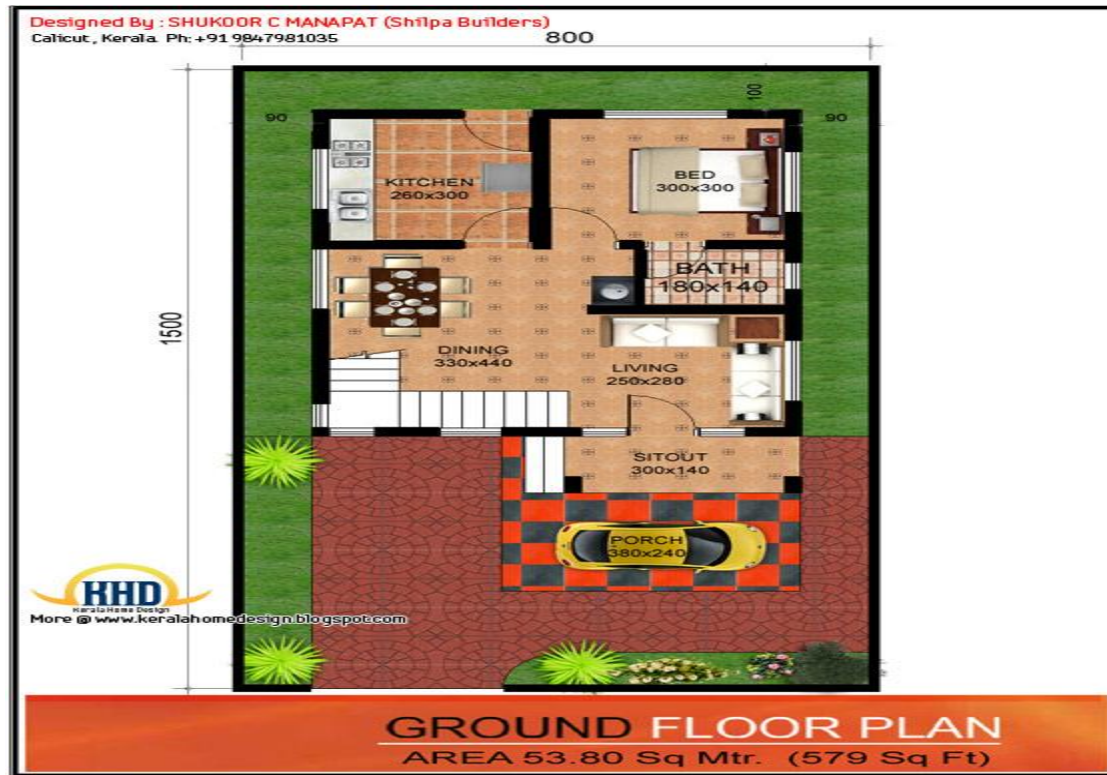 Designed By : SHUKOOR C MANAPAT (Shilpa Builders)
Calicut, Kerala. Ph: +91 9847981035
800
100
90
90
KITCHEN
260x300
BED
300x300
BATH
180x140
1500
DINING
330x440
LIVING
250x280
SITOUT
300x140
PORCH
380x240
KHD
Kerala Home Design
More @ www.keralahomedesign.blogspot.com
GROUND FLOOR PLAN
AREA 53.80 Sq Mtr. (579 Sq Ft)